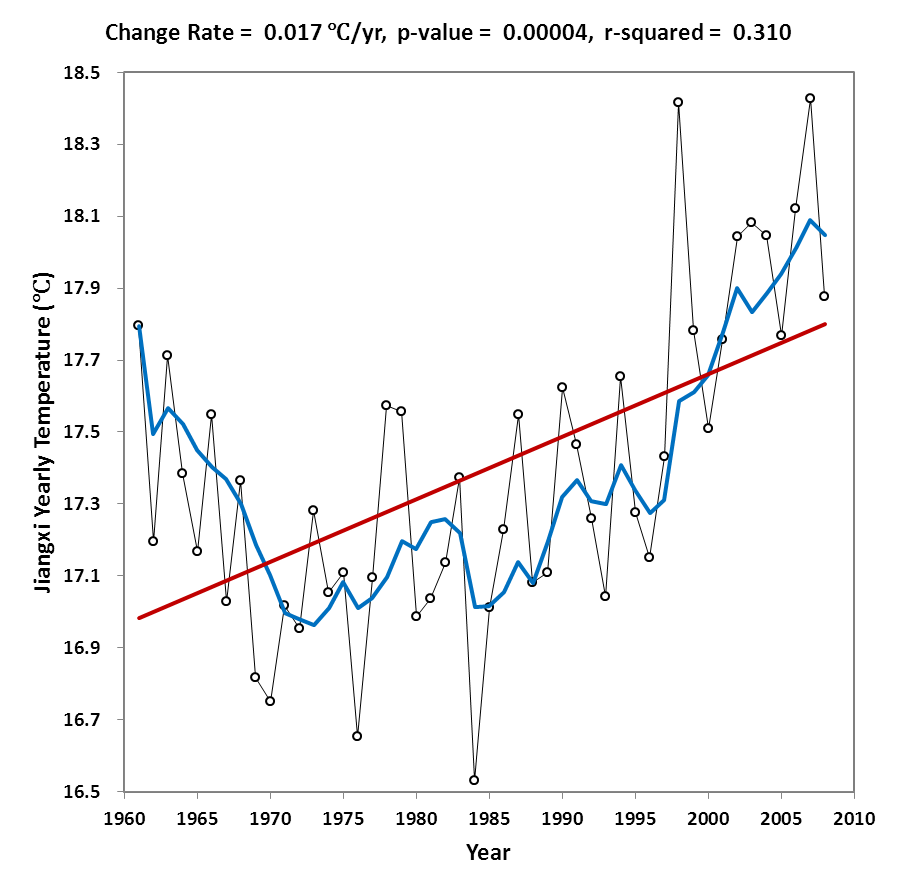 Change Rate = 0.017 ℃/yr, p-value = 0.00004, r-squared = 0.310
18.5
18.3
18.1
17.9
17.7
17.5
17.3
17.1
16.9
16.7
16.5
Jiangxi Yearly Temperature (℃)
1960 1965 1970 1975 1980 1985 1990 1995 2000 2005 2010
Year